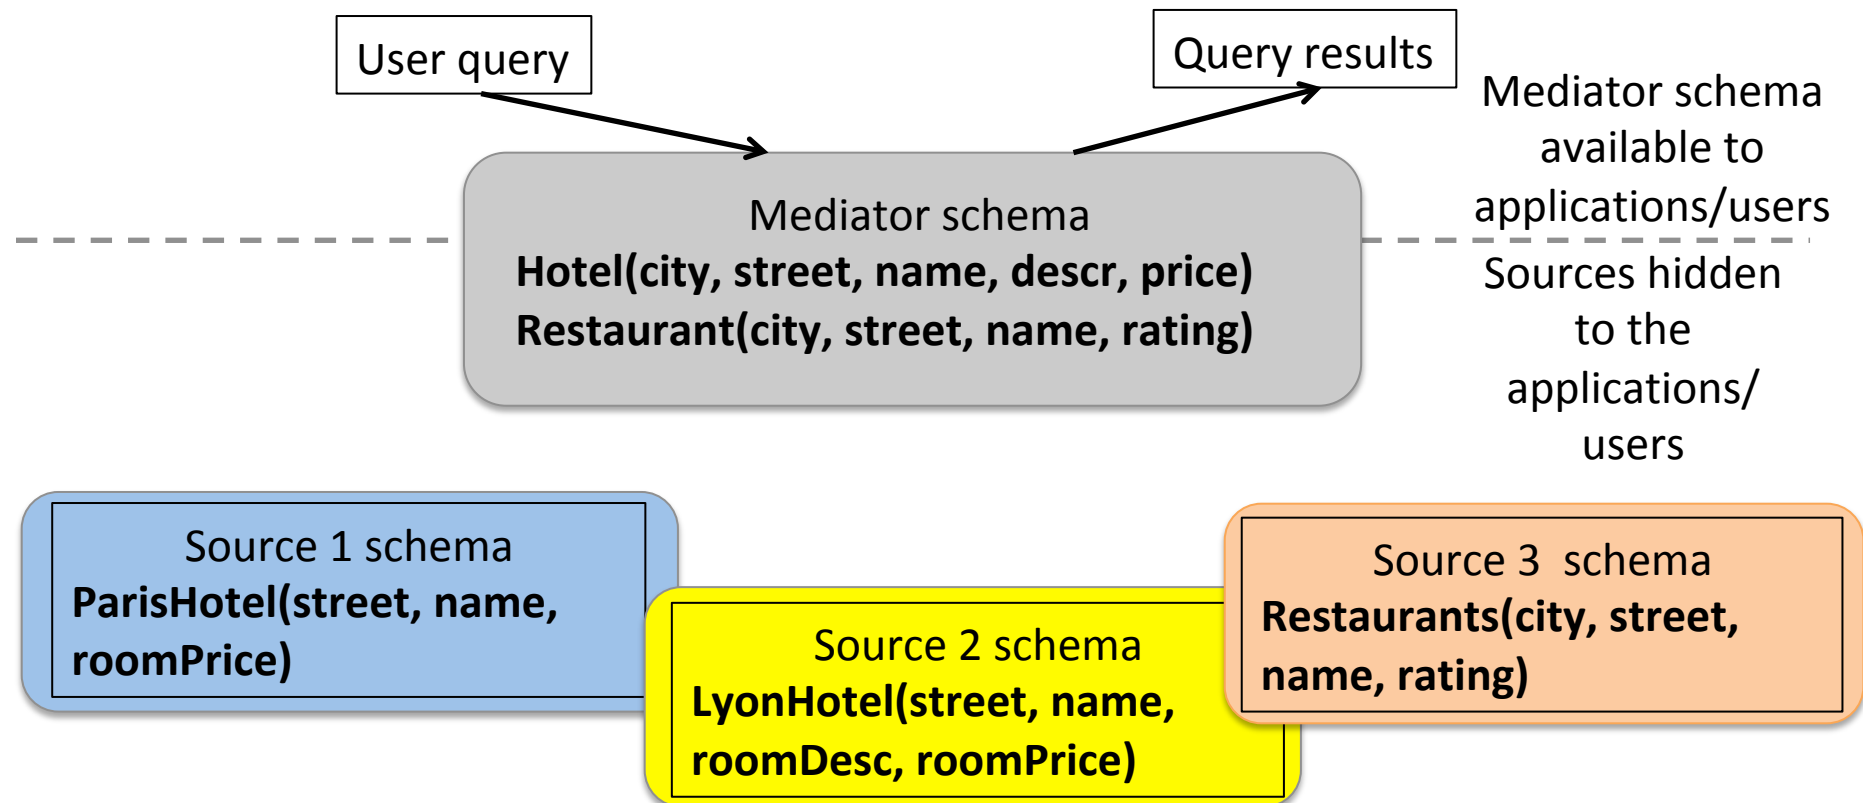 User query
Query results
Mediator schema
available to
applications/users
Mediator schema
Hotel(city, street, name, descr, price)
Restaurant(city, street, name, rating)
Sources hidden
to the
applications/
users
Source 1 schema
ParisHotel(street, name,
roomPrice)
Source 2 schema
LyonHotel(street, name,
roomDesc, roomPrice)
Source 3  schema
Restaurants(city, street,
name, rating)